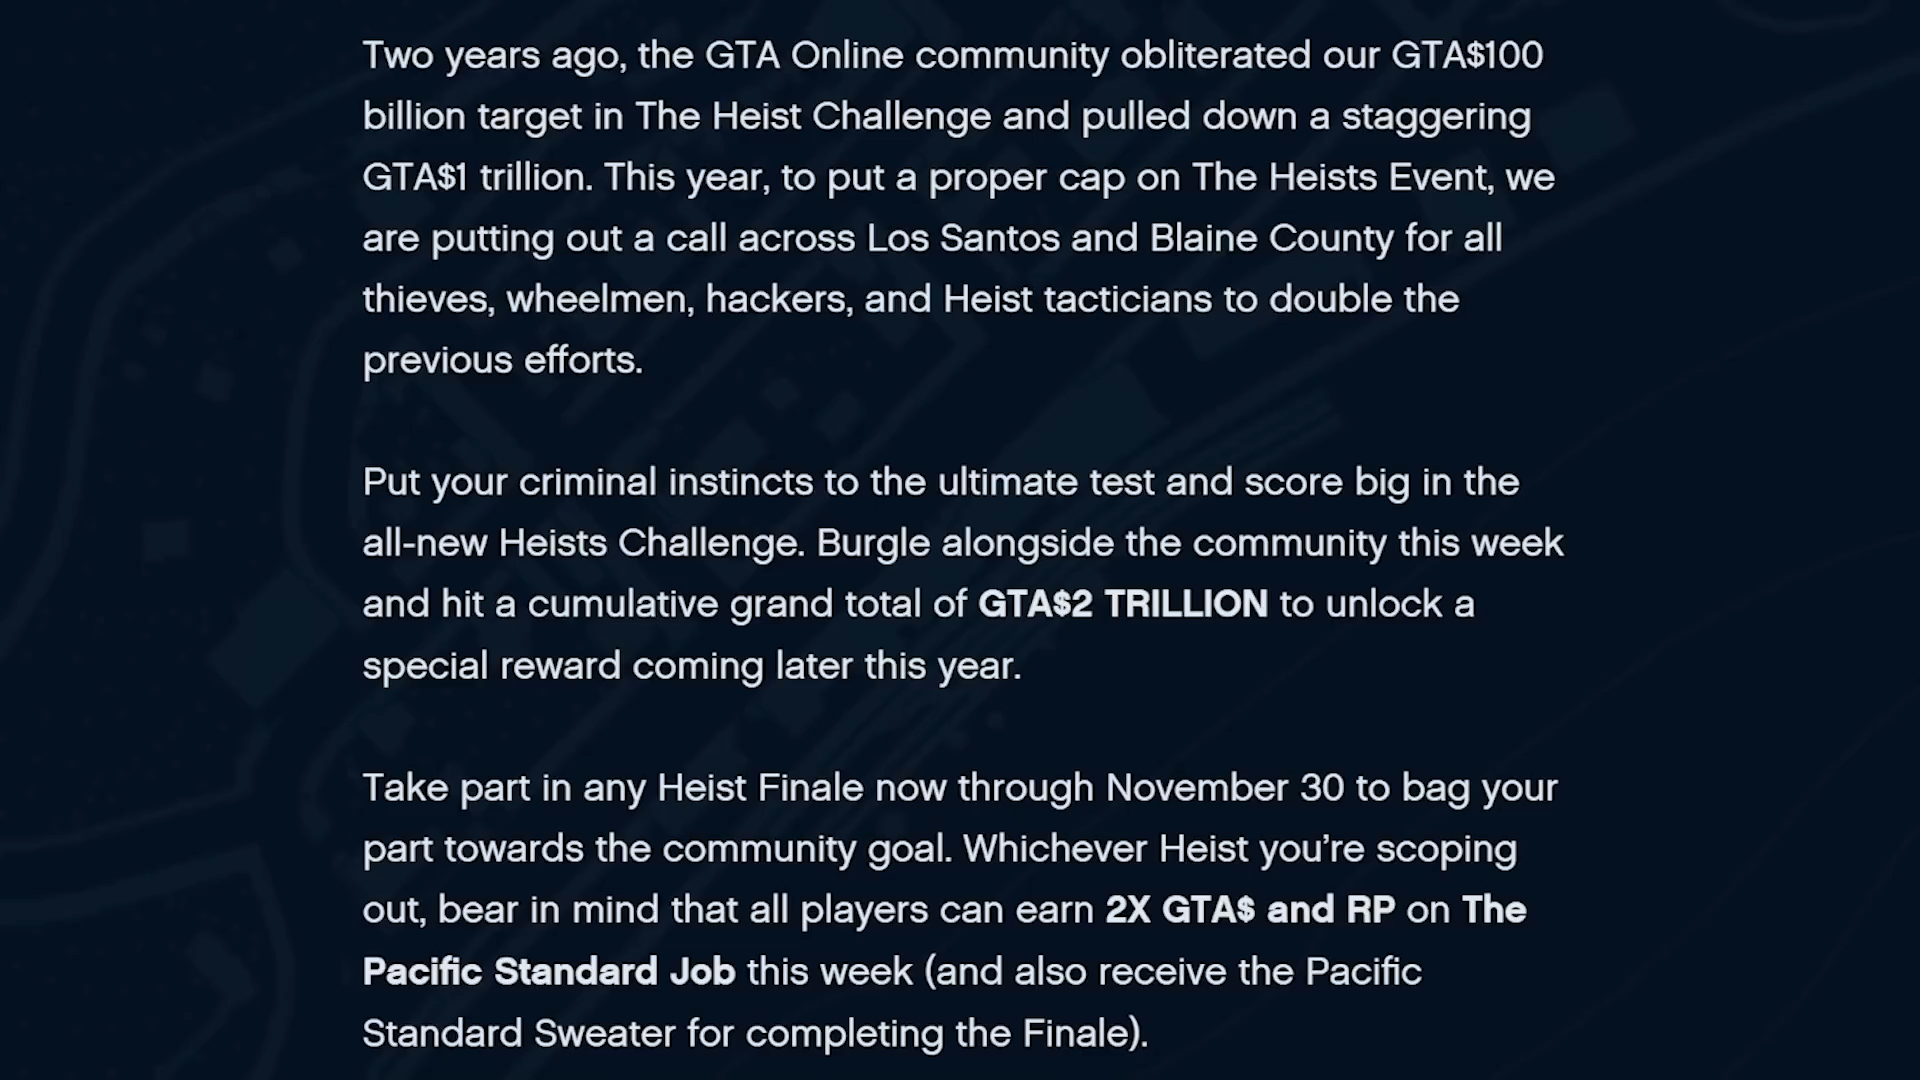 Two years ago, the GTA Online community obliterated our GTA$100
billion target in The Heist Challenge and pulled down a staggering
GTA$1 trillion. This year, to put a proper cap on The Heists Event, we
are putting out a call across Los Santos and Blaine County for all
thieves, wheelmen, hackers, and Heist tacticians to double the
previous efforts.
Put your criminal instincts to the ultimate test and score big in the
all-new Heists Challenge. Burgle alongside the community this week
and hit a cumulative grand total of GTA$2 TRILLION to unlock a
special reward coming later this year.
Take part in any Heist Finale now through November 30 to bag your
part towards the community goal. Whichever Heist you’re scoping
out, bear in mind that all players can earn 2X GTA$ and RP on The
Pacific Standard Job this week (and also receive the Pacific
Standard Sweater for completing the Finale).